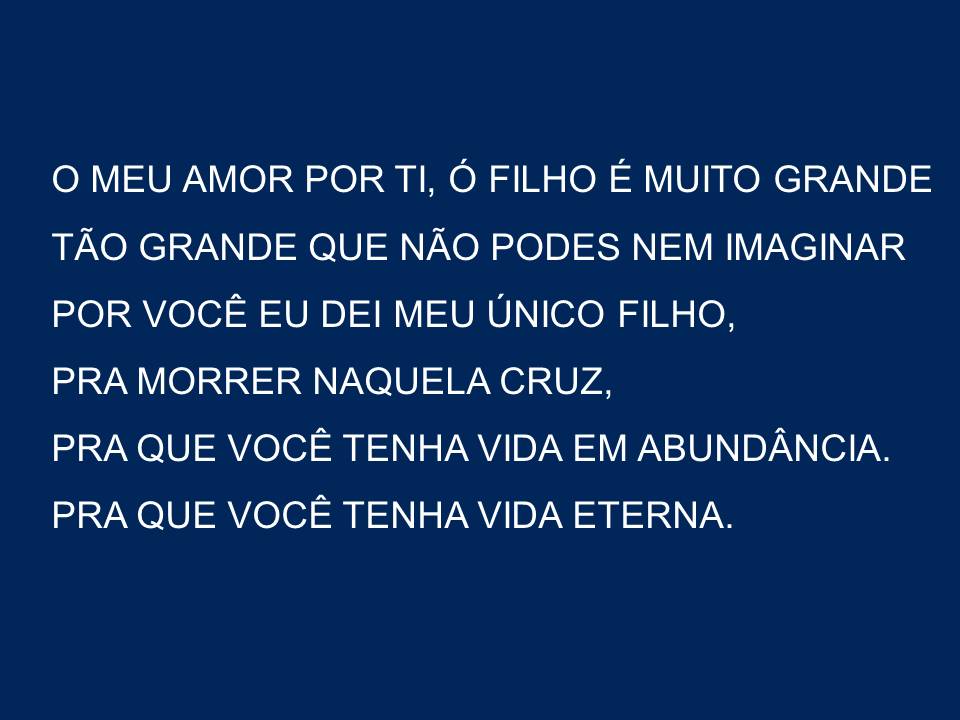 O MEU AMOR POR TI, Ó FILHO É MUITO GRANDE
TÃO GRANDE QUE NÃO PODES NEM IMAGINAR
POR VOCÊ EU DEI MEU ÚNICO FILHO,
PRA MORRER NAQUELA CRUZ,
PRA QUE VOCÊ TENHA VIDA EM ABUNDÂNCIA.
PRA QUE VOCÊ TENHA VIDA ETERNA.